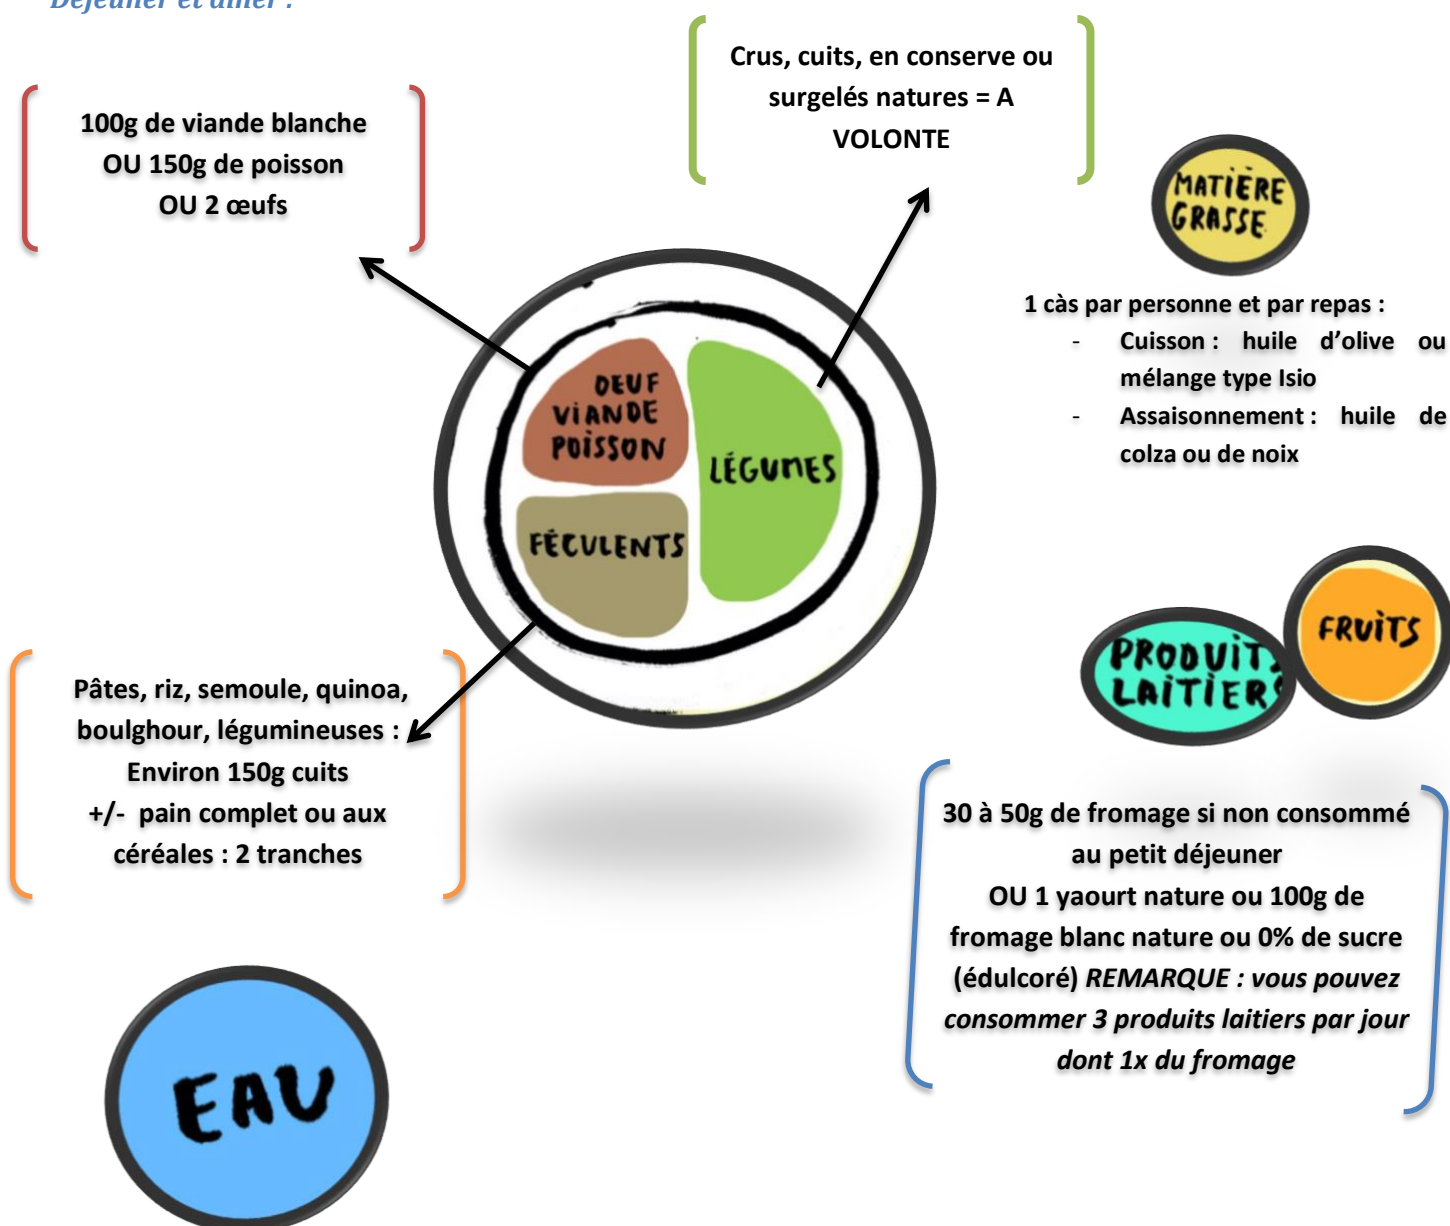 Déjeuner et dîner :
Crus, cuits, en conserve ou
surgelés natures = A
VOLONTE
100g de viande blanche
OU 150g de poisson
OU 2 œufs
MATIÈRE
GRASSE
1 càs par personne et par repas :
- Cuisson : huile d’olive ou
mélange type Isio
- Assaisonnement : huile de
colza ou de noix
OEUF
VIANDE
POISSON
LÉGUMES
FÉCULENTS
FRUITS
PRODUITS
LAITIERS
Pâtes, riz, semoule, quinoa,
boulghour, légumineuses :
Environ 150g cuits
+/- pain complet ou aux
céréales : 2 tranches
30 à 50g de fromage si non consommé
au petit déjeuner
OU 1 yaourt nature ou 100g de
fromage blanc nature ou 0% de sucre
(édulcoré) REMARQUE : vous pouvez
consommer 3 produits laitiers par jour
dont 1x du fromage
EAU